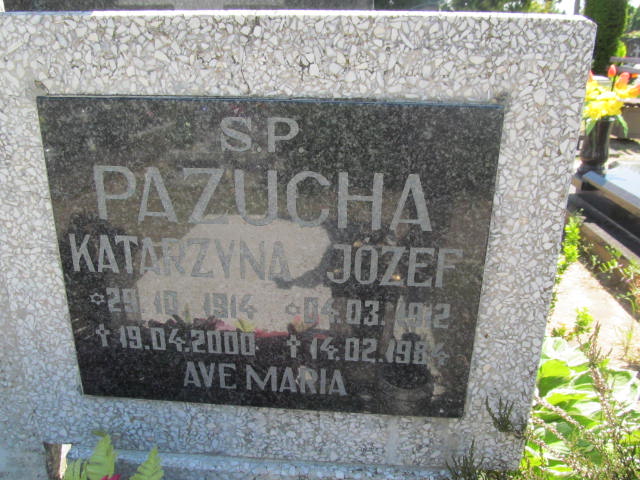 Ś.P.
PAZUCHA
KATARZYNA JÓZEF
*29.10.1914 *04.03.1912
†19.04.2000 †14.02.1984
AVE MARIA